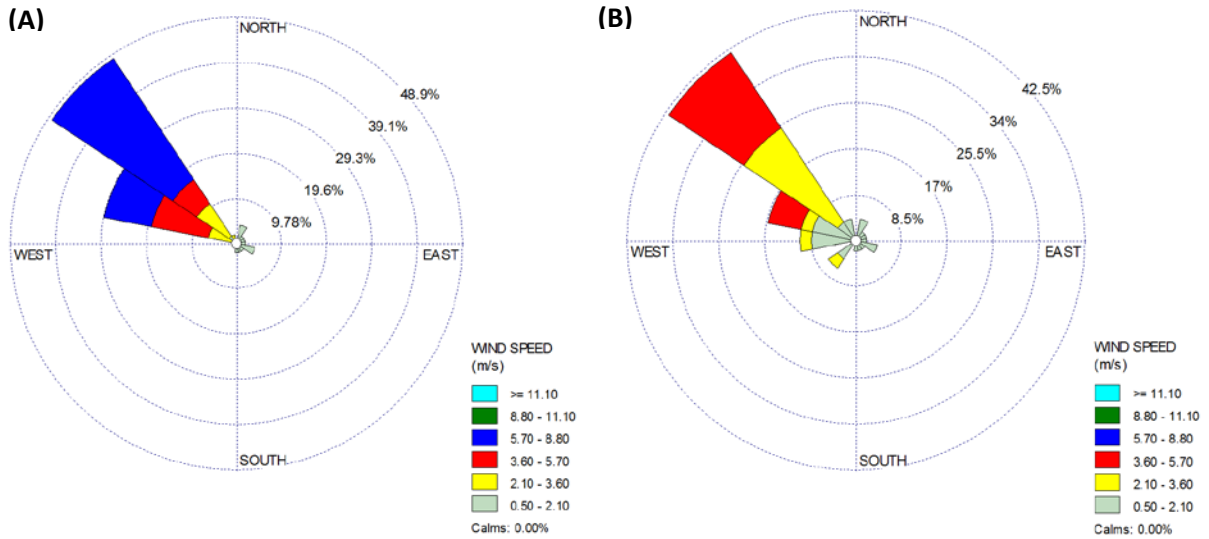 (A)
NORTH
48.9%
39.1%
29.3%
19.6%
9.78%
WEST
EAST
SOUTH
WIND SPEED
(m/s)
>= 11.10
8.80 - 11.10
5.70 - 8.80
3.60 - 5.70
2.10 - 3.60
0.50 - 2.10
Calms: 0.00%
(B)
NORTH
42.5%
34%
25.5%
17%
8.5%
WEST
EAST
SOUTH
WIND SPEED
(m/s)
>= 11.10
8.80 - 11.10
5.70 - 8.80
3.60 - 5.70
2.10 - 3.60
0.50 - 2.10
Calms: 0.00%